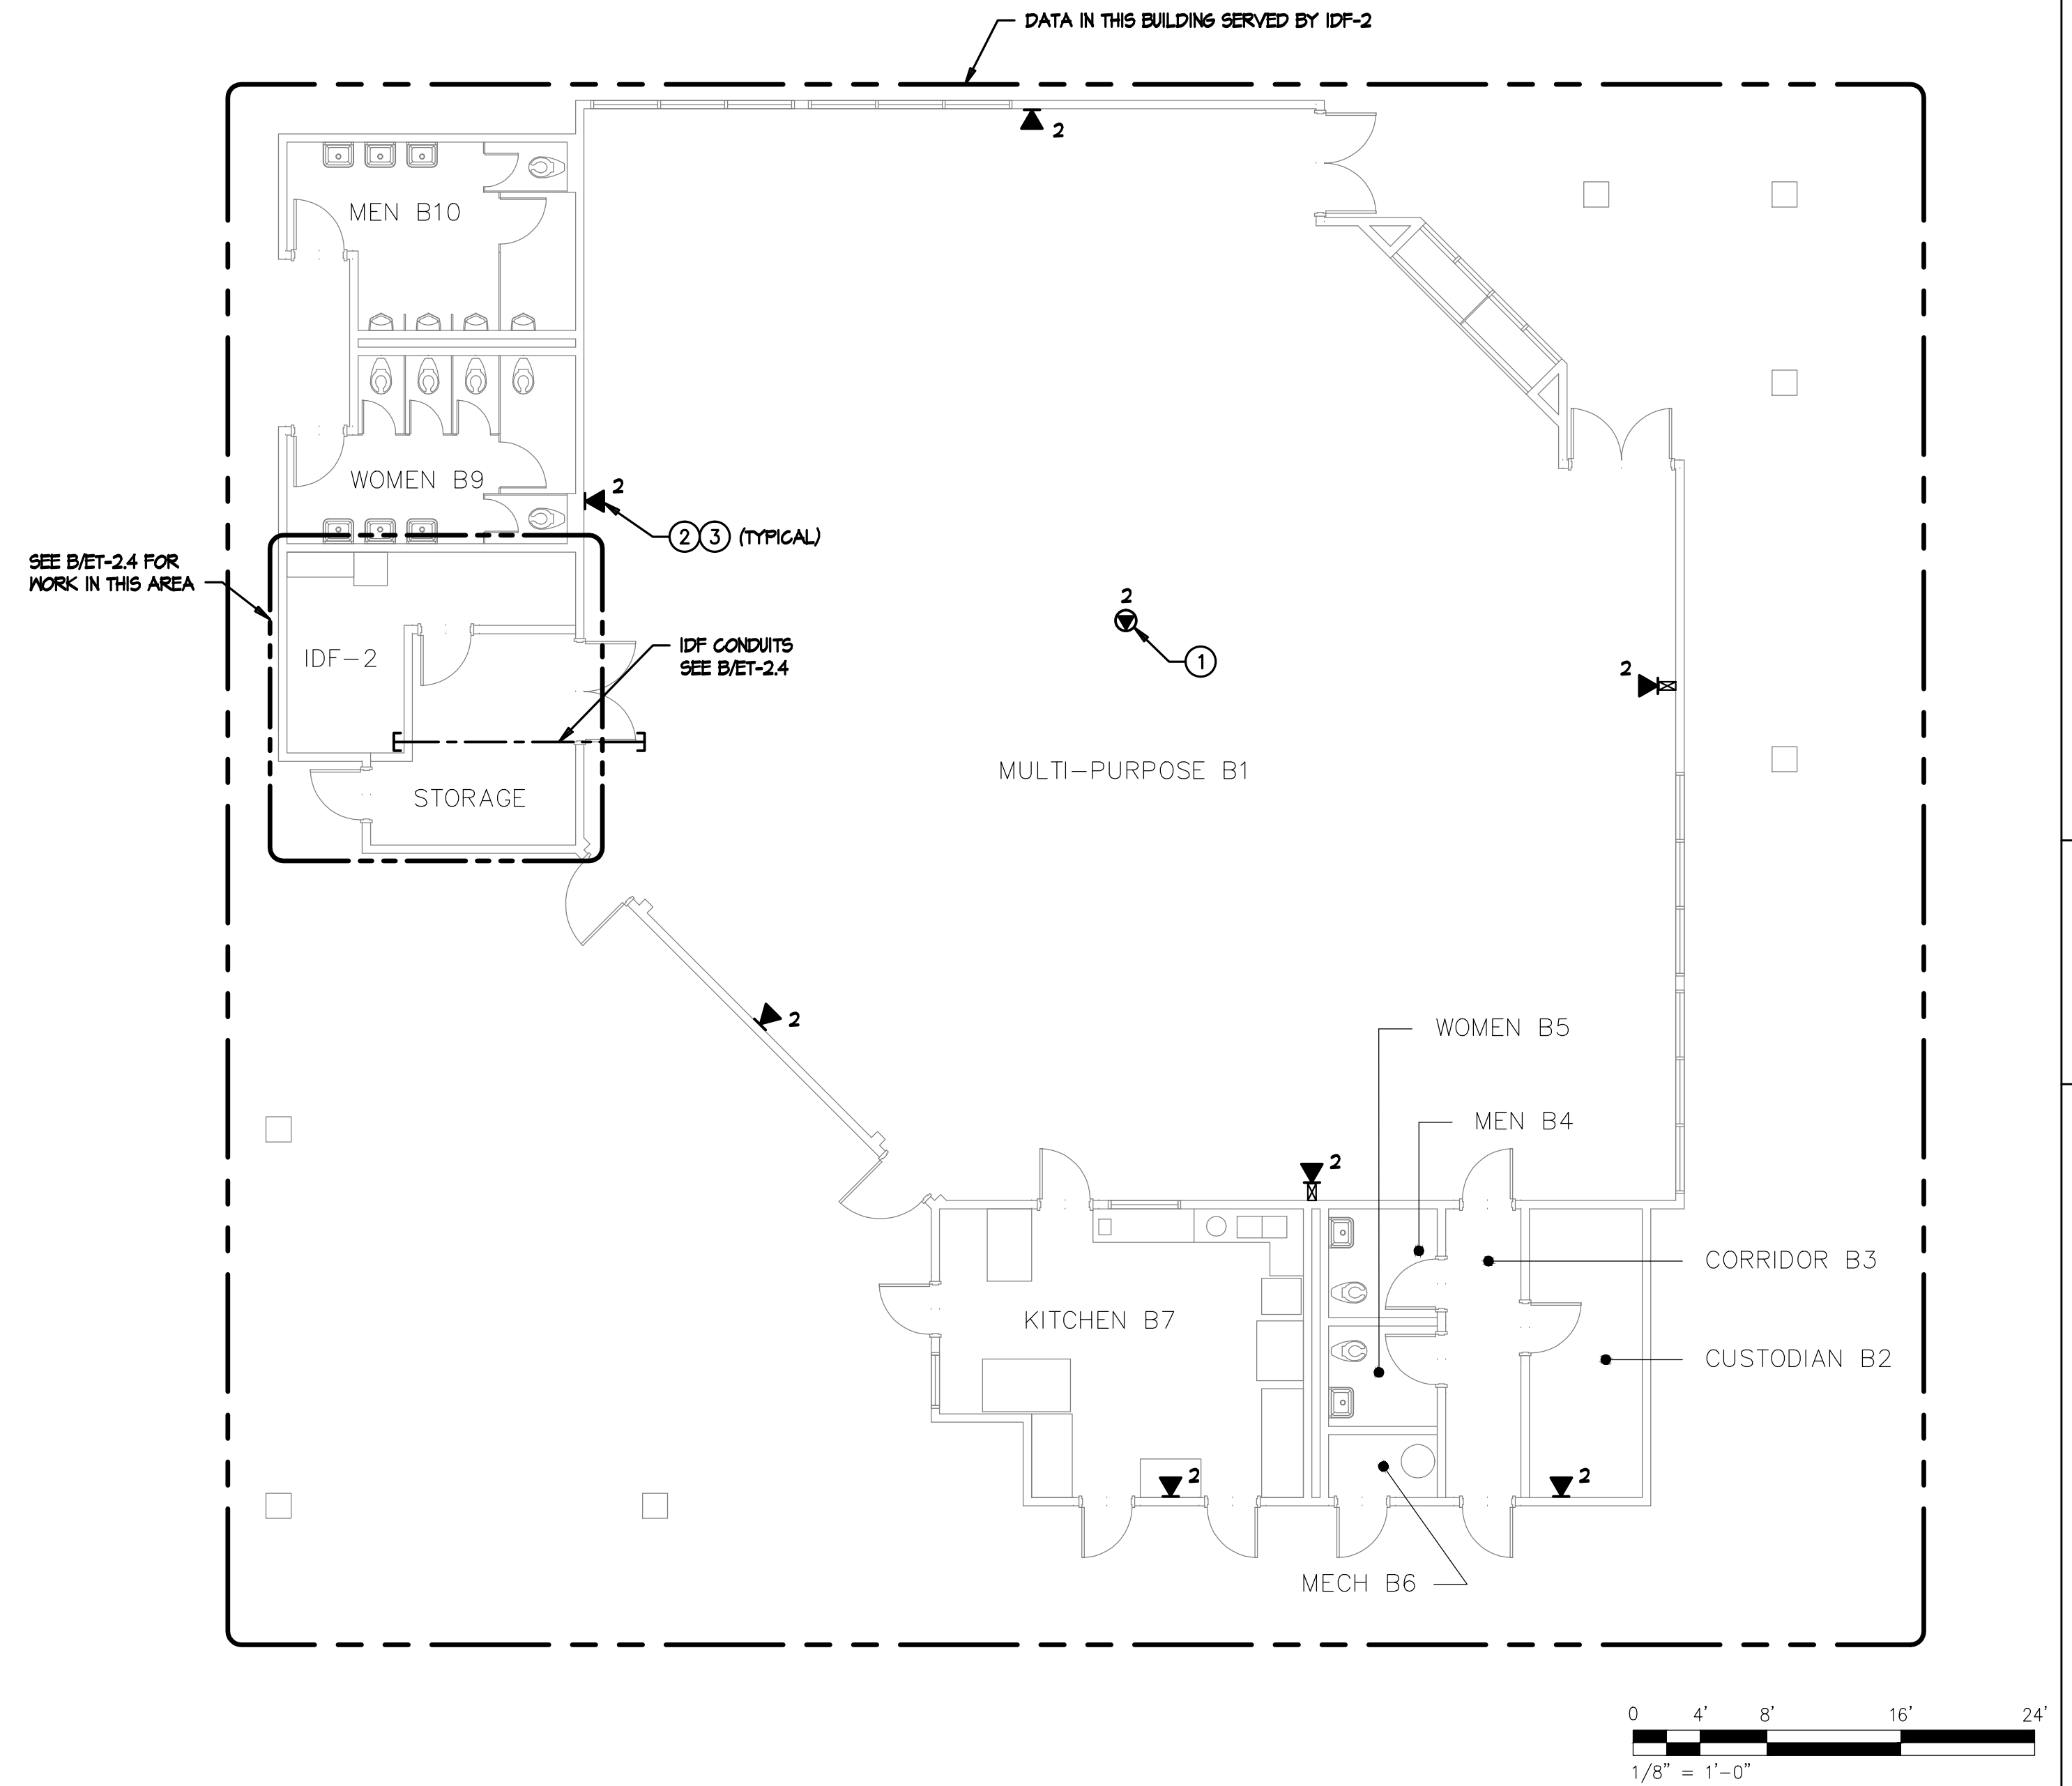 DATA IN THIS BUILDING SERVED BY IDF-2
2
MEN B10
WOMEN B9
2
2 3 (TYPICAL)
SEE B/ET-2.4 FOR
WORK IN THIS AREA
2
1
IDF-2
IDF CONDUITS
SEE B/ET-2.4
2
MULTI-PURPOSE B1
STORAGE
2
WOMEN B5
MEN B4
2
CORRIDOR B3
KITCHEN B7
CUSTODIAN B2
2
2
MECH B6
0 4' 8' 16' 24'
1/8" = 1'-0"